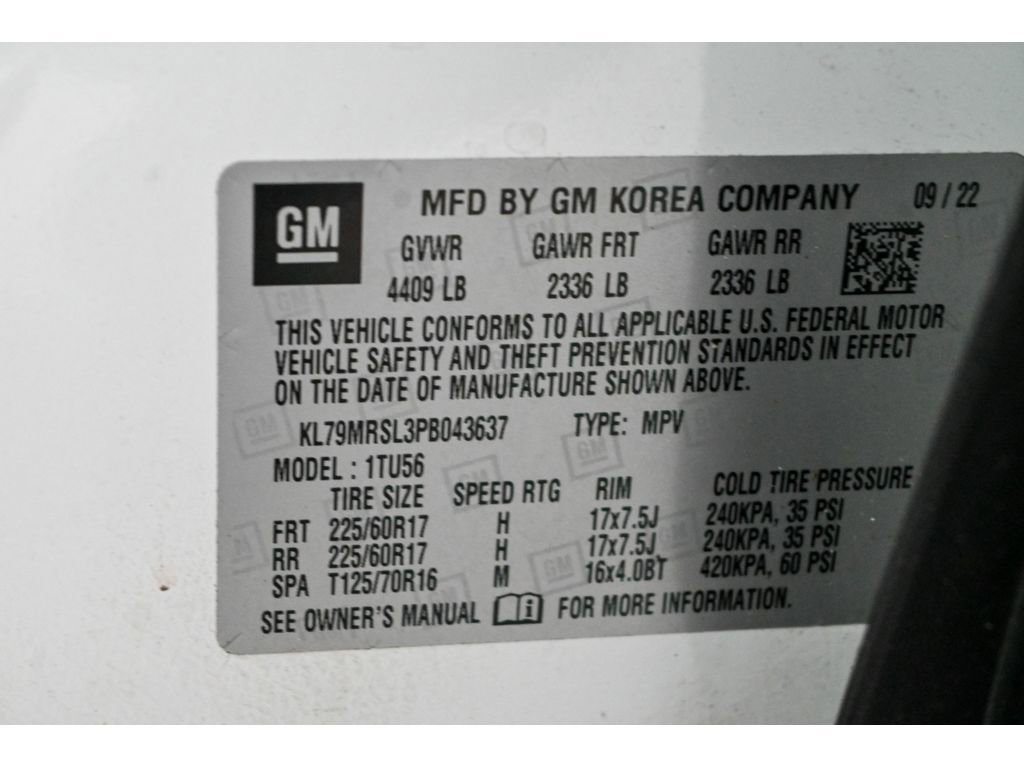 GM MFD BY GM KOREA COMPANY 09/22
GVWR GAWR FRT GAWR RR
4409 LB 2336 LB 2336 LB
THIS VEHICLE CONFORMS TO ALL APPLICABLE U.S. FEDERAL MOTOR
VEHICLE SAFETY AND THEFT PREVENTION STANDARDS IN EFFECT
ON THE DATE OF MANUFACTURE SHOWN ABOVE.
KL79MRSL3PB043637 TYPE: MPV
MODEL : 1TU56
TIRE SIZE SPEED RTG RIM COLD TIRE PRESSURE
FRT 225/60R17 H 17x7.5J 240KPA, 35 PSI
RR 225/60R17 H 17x7.5J 240KPA, 35 PSI
SPA T125/70R16 M 16x4.0BT 420KPA, 60 PSI
SEE OWNER'S MANUAL i FOR MORE INFORMATION.